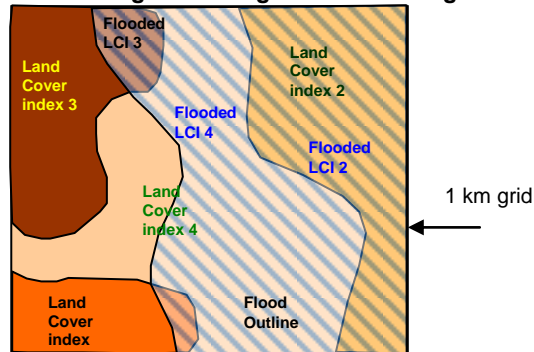 Flooded
LCI 3
Land
Cover
index 3
Land
Cover
index 2
Flooded
LCI 4
Flooded
LCI 2
Land
Cover
index 4
1 km grid
Land
Cover
index
Flood
Outline